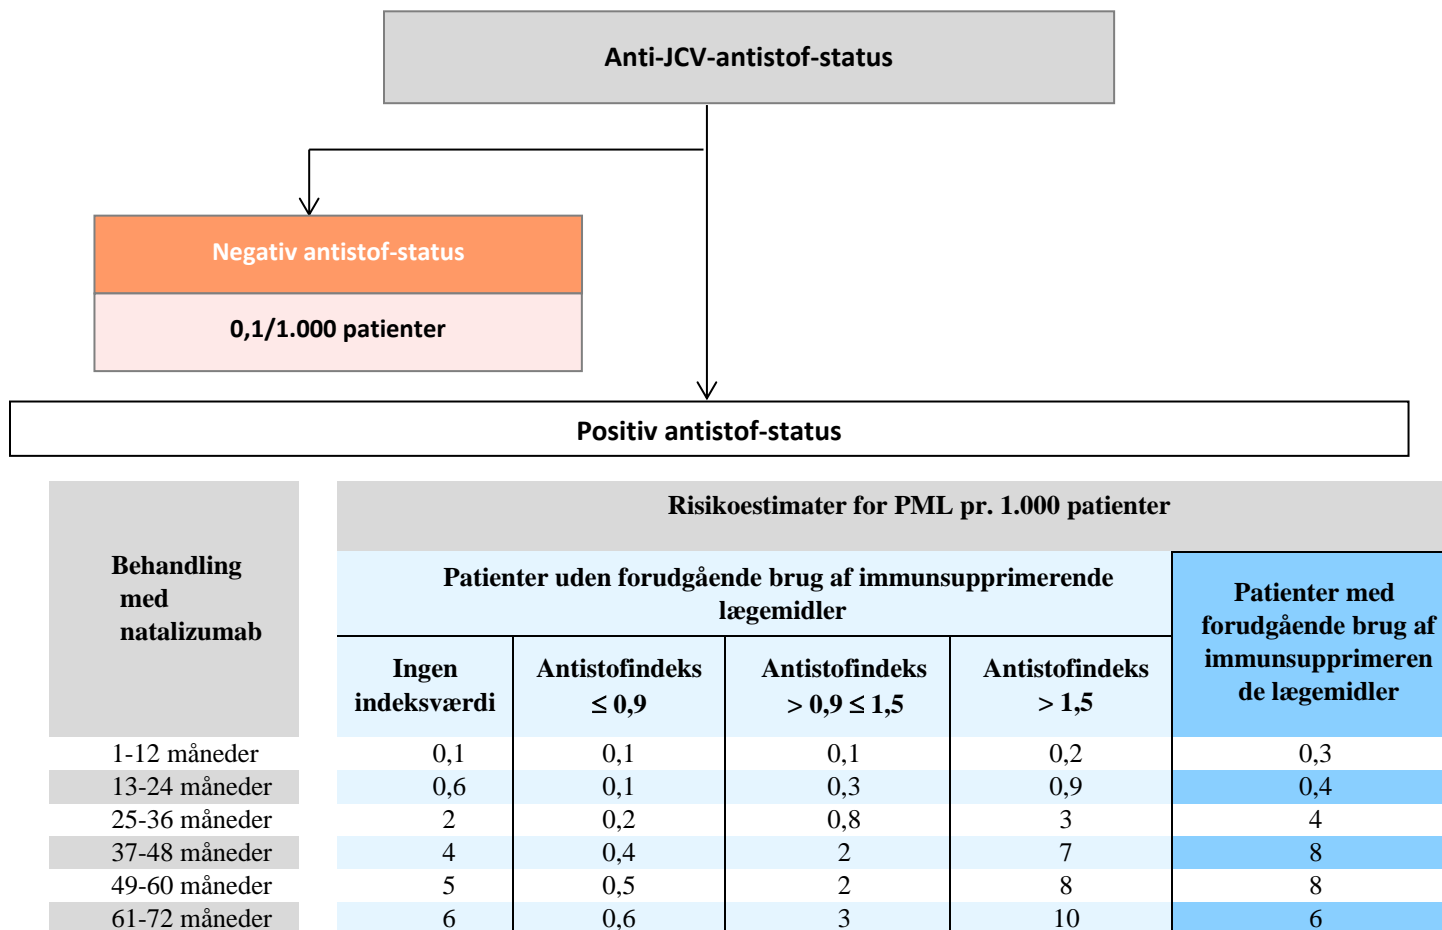 Anti-JCV-antistof-status
Negativ antistof-status
0,1/1.000 patienter
Positiv antistof-status
Behandling
med
natalizumab
Risikoestimater for PML pr. 1.000 patienter
Patienter uden forudgående brug af immunsupprimerende
lægemidler
Patienter med
forudgående brug af
immunsupprimeren
de lægemidler
Ingen
indeksværdi
Antistofindeks
≤ 0,9
Antistofindeks
> 0,9 ≤ 1,5
Antistofindeks
> 1,5
1-12 måneder 0,1 0,1 0,1 0,2 0,3
13-24 måneder 0,6 0,1 0,3 0,9 0,4
25-36 måneder 2 0,2 0,8 3 4
37-48 måneder 4 0,4 2 7 8
49-60 måneder 5 0,5 2 8 8
61-72 måneder 6 0,6 3 10 6